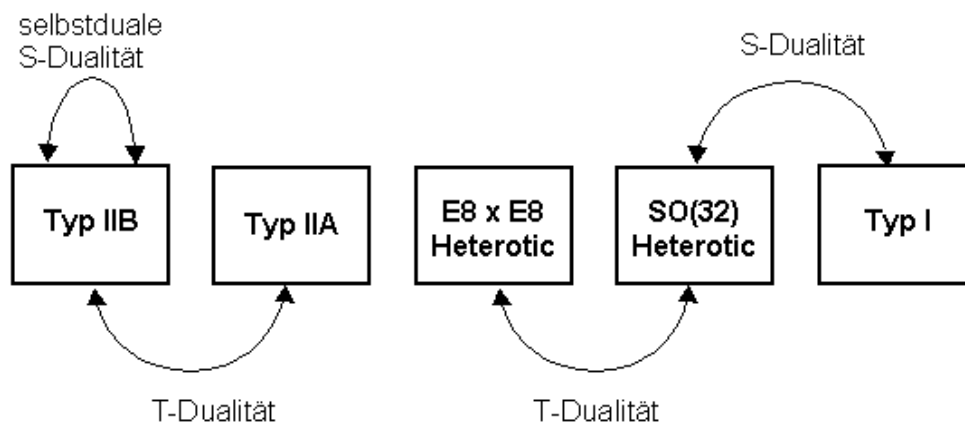 selbstduale
S-Dualität
S-Dualität
Typ IIB
Typ IIA
E8 x E8
Heterotic
SO(32)
Heterotic
Typ I
T-Dualität
T-Dualität